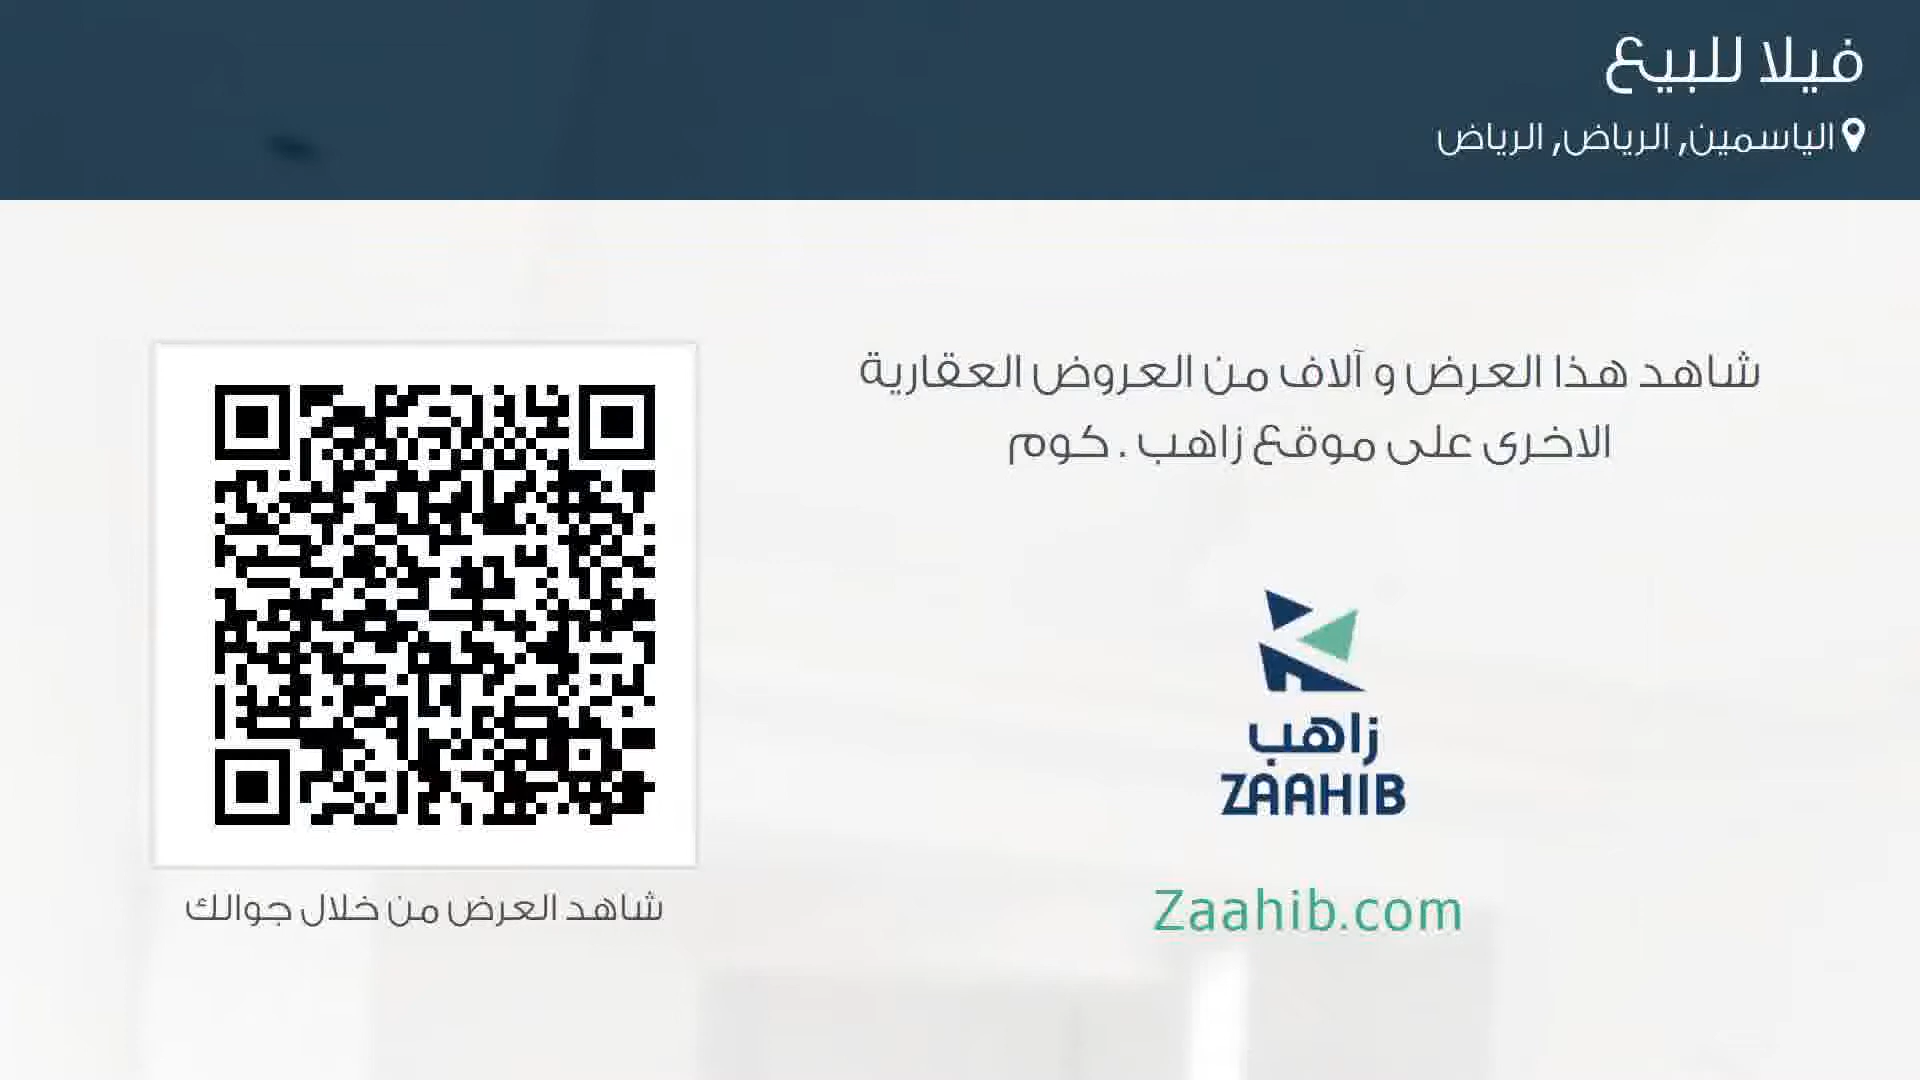 فيلا للبيع
الياسمين, الرياض, الرياض
شاهد هذا العرض و آلاف من العروض العقارية
الاخرى على موقع زاهب . كوم
زاهب
ZAAHIB
Zaahib.com
شاهد العرض من خلال جوالك